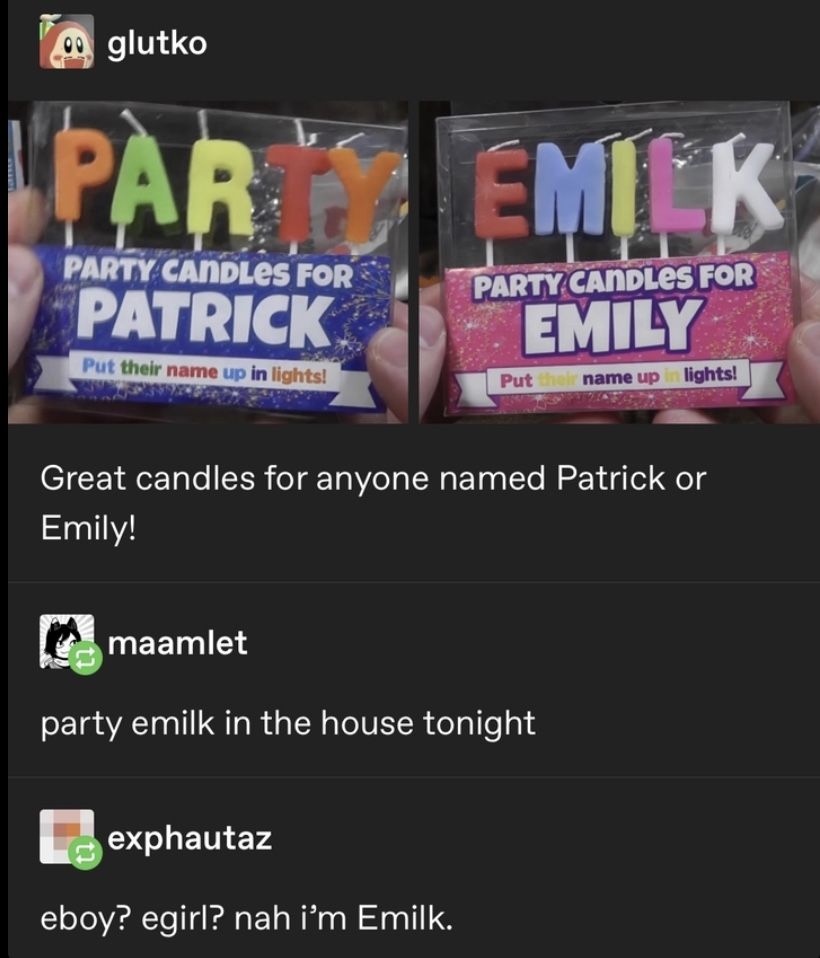 glutko
PARTY
PARTY CANDLES FOR
PATRICK
Put their name up in lights!
EMILK
PARTY CANDLES FOR
EMILY
Put their name up in lights!
Great candles for anyone named Patrick or
Emily!
maamlet
party emilk in the house tonight
exphautaz
eboy? egirl? nah i’m Emilk.